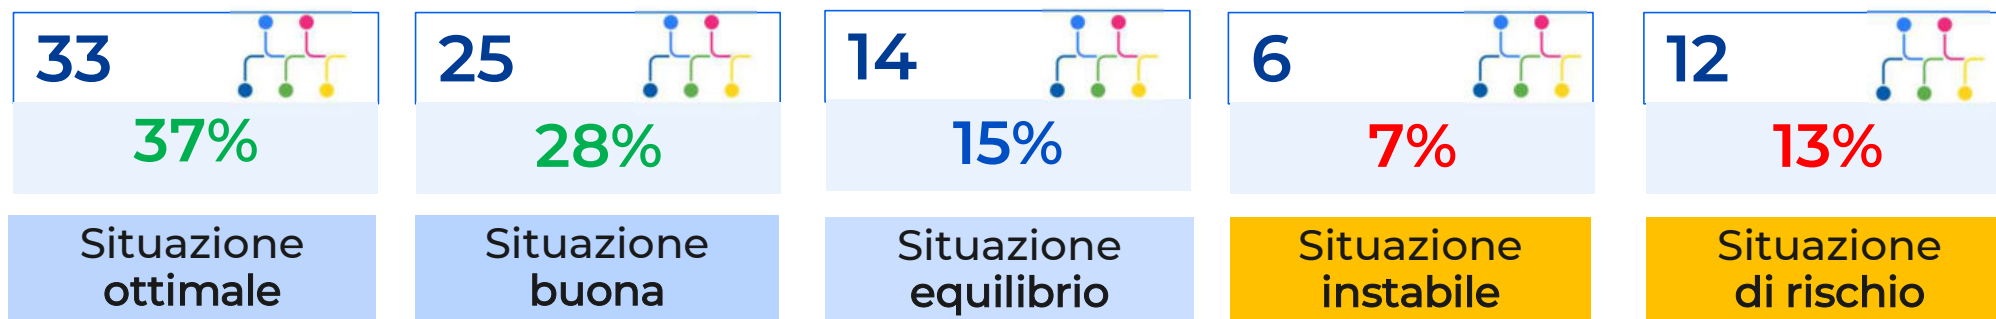 33
37%
Situazione
ottimale
25
28%
Situazione
buona
14
15%
Situazione
equilibrio
6
7%
Situazione
instabile
12
13%
Situazione
di rischio